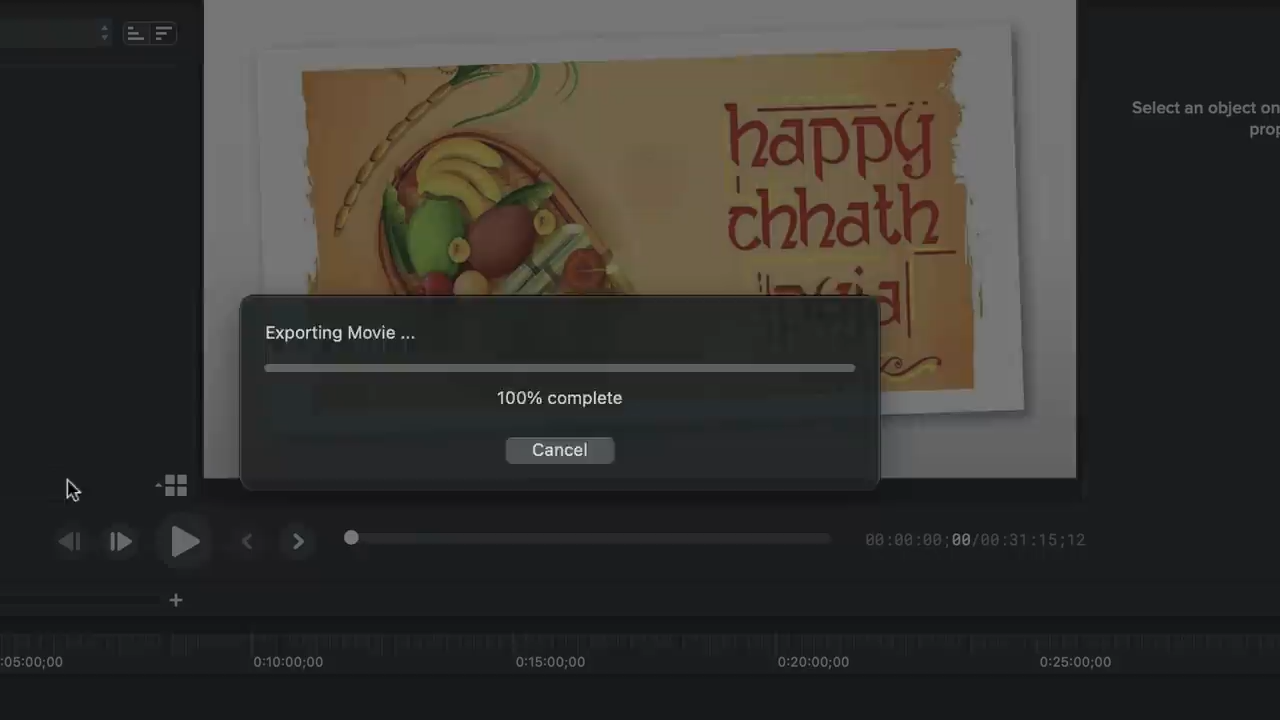 Select an object on
prop
happy
chhath
puja
Exporting Movie ...
100% complete
Cancel
00:00:00;00/00:31:15;12
:05:00;00
0:10:00;00
0:15:00;00
0:20:00;00
0:25:00;00